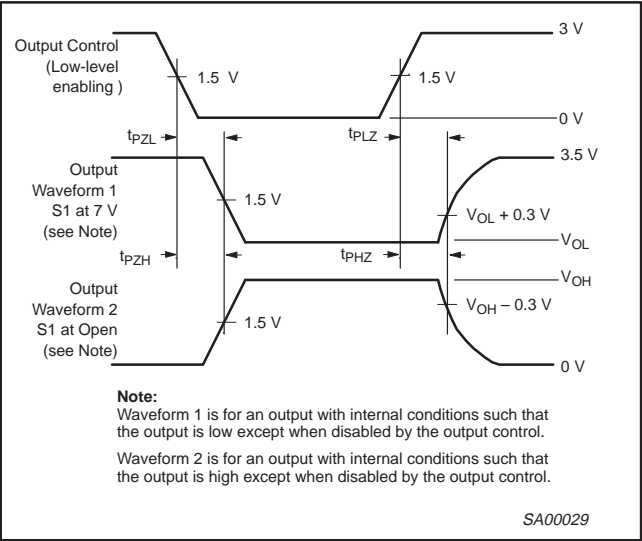 Output Control
(Low-level
enabling )
3 V
1.5 V
1.5 V
0 V
tPZL
tPLZ
Output
Waveform 1
S1 at 7 V
(see Note)
3.5 V
1.5 V
VOL + 0.3 V
VOL
tPZH
tPHZ
Output
Waveform 2
S1 at Open
(see Note)
VOH
VOH – 0.3 V
1.5 V
0 V
Note:
Waveform 1 is for an output with internal conditions such that
the output is low except when disabled by the output control.
Waveform 2 is for an output with internal conditions such that
the output is high except when disabled by the output control.
SA00029